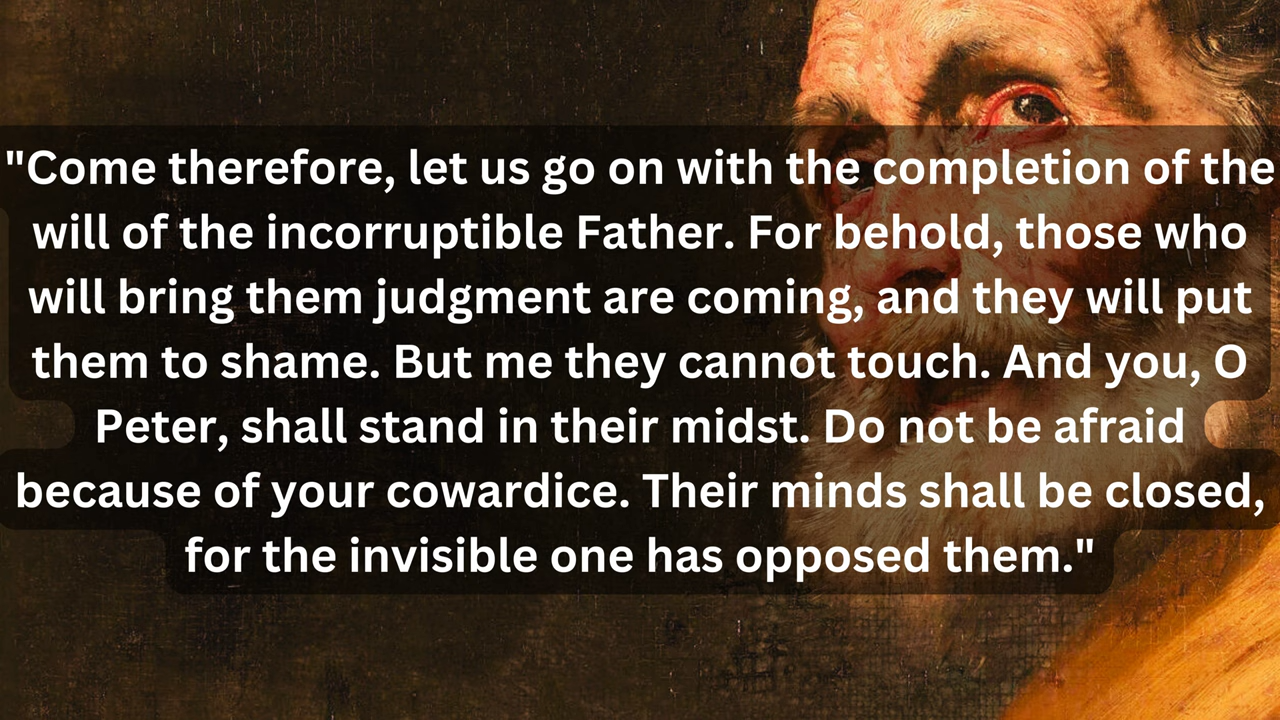 "Come therefore, let us go on with the completion of the
will of the incorruptible Father. For behold, those who
will bring them judgment are coming, and they will put
them to shame. But me they cannot touch. And you, O
Peter, shall stand in their midst. Do not be afraid
because of your cowardice. Their minds shall be closed,
for the invisible one has opposed them."